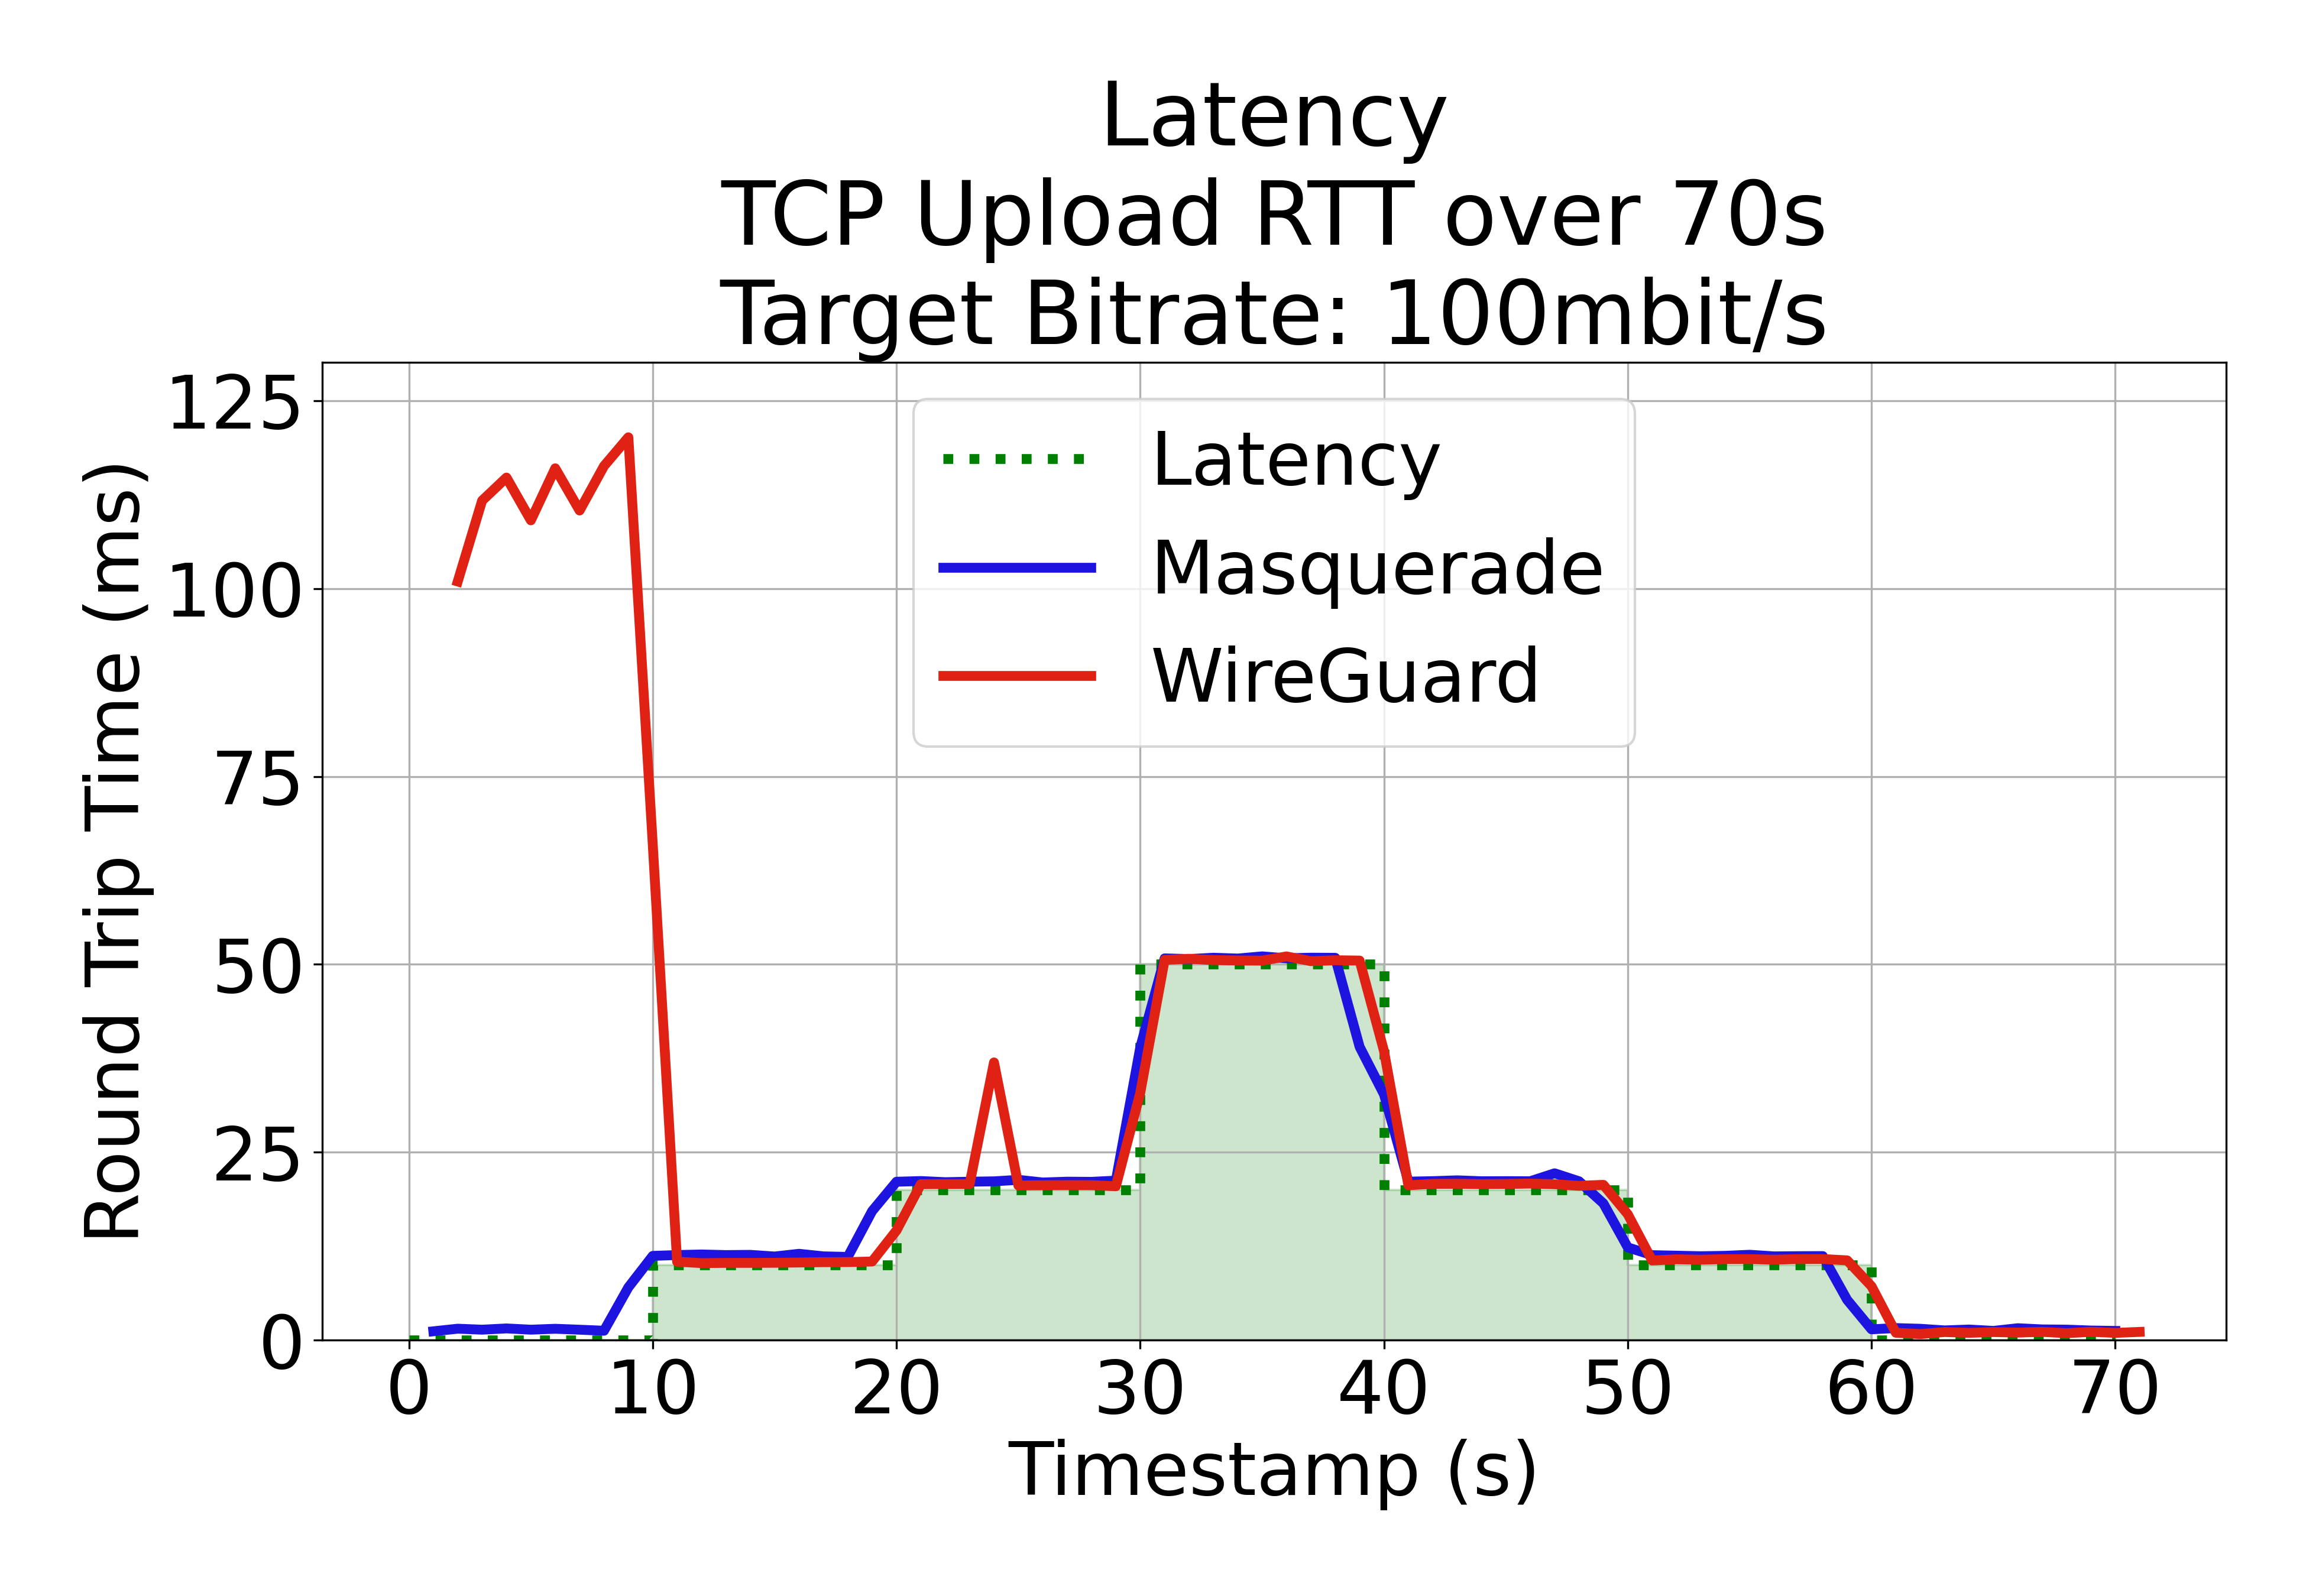 Latency
TCP Upload RTT over 70s
Target Bitrate: 100mbit/s
Round Trip Time (ms)
125
100
75
50
25
0
Latency
Masquerade
WireGuard
0 10 20 30 40 50 60 70
Timestamp (s)